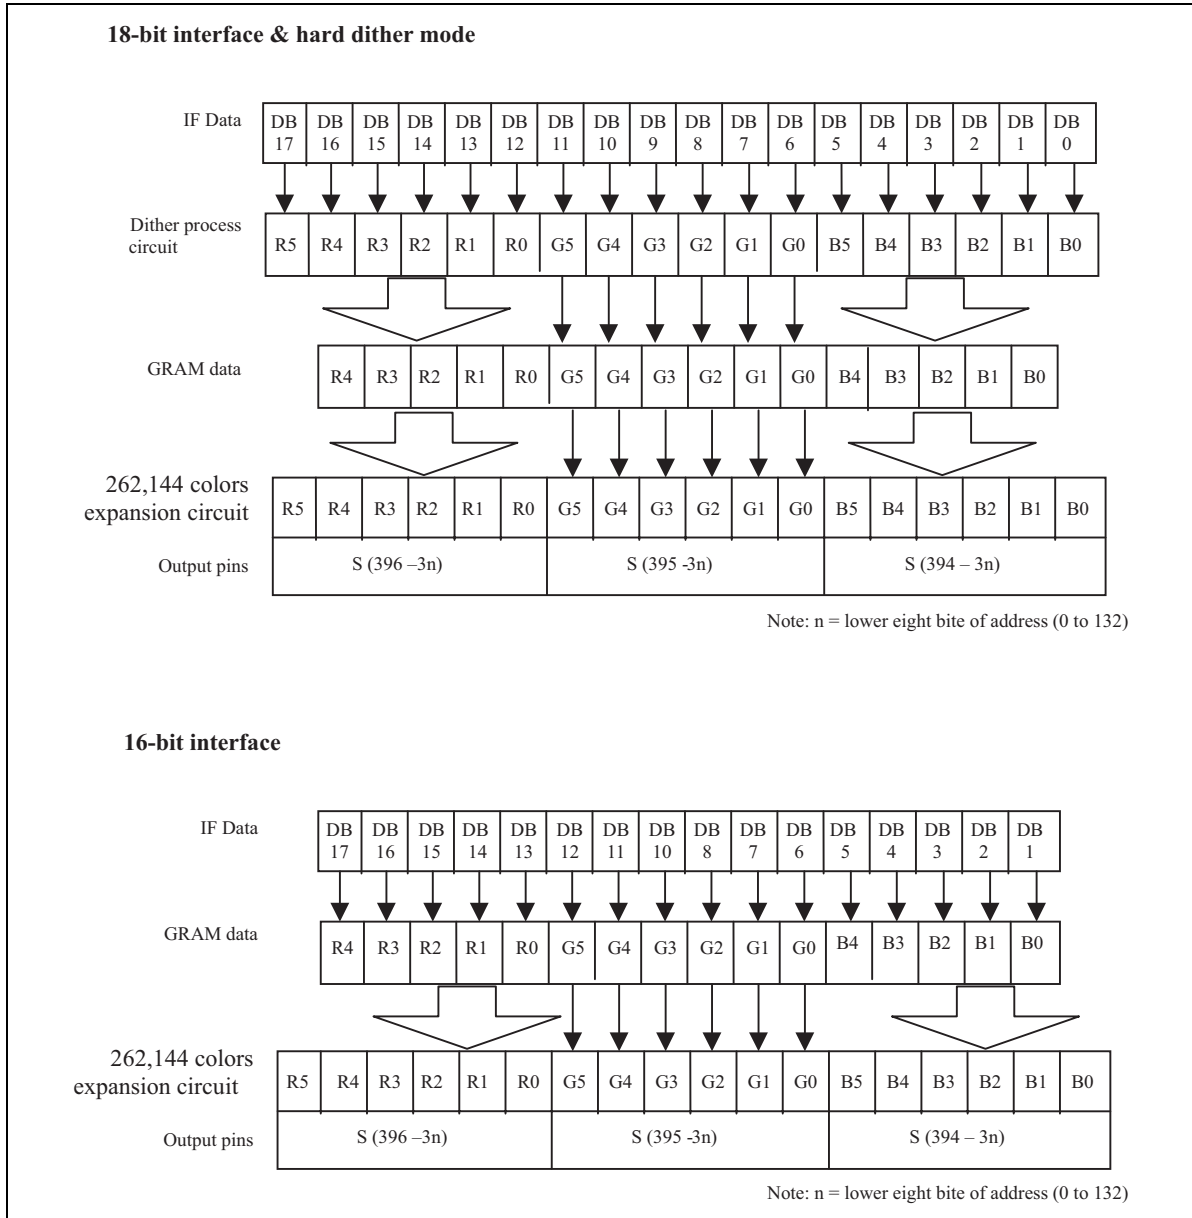 18-bit interface & hard dither mode
IF Data DB 17 DB 16 DB 15 DB 14 DB 13 DB 12 DB 11 DB 10 DB 9 DB 8 DB 7 DB 6 DB 5 DB 4 DB 3 DB 2 DB 1 DB 0
Dither process circuit R5 R4 R3 R2 R1 R0 G5 G4 G3 G2 G1 G0 B5 B4 B3 B2 B1 B0
GRAM data R4 R3 R2 R1 R0 G5 G4 G3 G2 G1 G0 B4 B3 B2 B1 B0
262,144 colors expansion circuit R5 R4 R3 R2 R1 R0 G5 G4 G3 G2 G1 G0 B5 B4 B3 B2 B1 B0
Output pins S (396 –3n) S (395 -3n) S (394 – 3n)
Note: n = lower eight bite of address (0 to 132)
16-bit interface
IF Data DB 17 DB 16 DB 15 DB 14 DB 13 DB 12 DB 11 DB 10 DB 8 DB 7 DB 6 DB 5 DB 4 DB 3 DB 2 DB 1
GRAM data R4 R3 R2 R1 R0 G5 G4 G3 G2 G1 G0 B4 B3 B2 B1 B0
262,144 colors expansion circuit R5 R4 R3 R2 R1 R0 G5 G4 G3 G2 G1 G0 B5 B4 B3 B2 B1 B0
Output pins S (396 –3n) S (395 -3n) S (394 – 3n)
Note: n = lower eight bite of address (0 to 132)